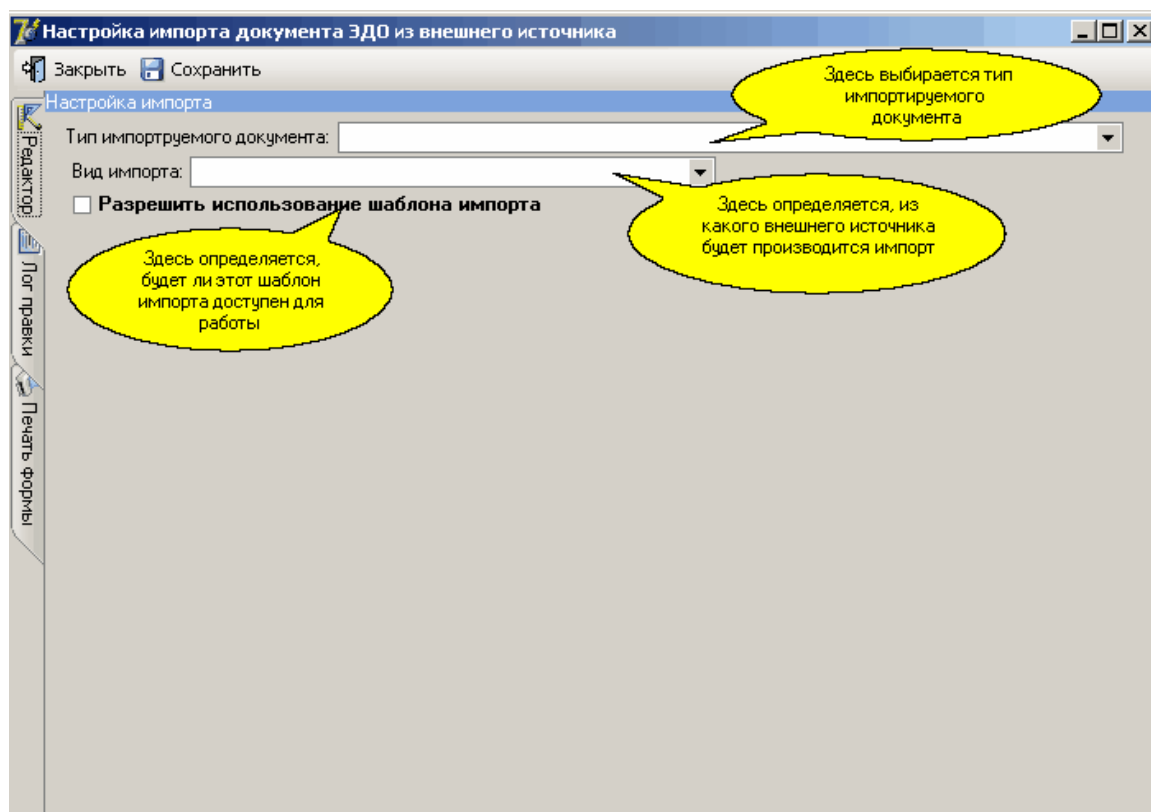 Настройка импорта документа ЭДО из внешнего источника
Закрыть Сохранить
Настройка импорта
Здесь выбирается тип
импортируемого
документа
Тип импортруемого документа:
Вид импорта:
Разрешить использование шаблона импорта
Здесь определяется, из
какого внешнего источника
будет производится импорт
Здесь определяется,
будет ли этот шаблон
импорта доступен для
работы
Редактор
Лог правки
Печать формы